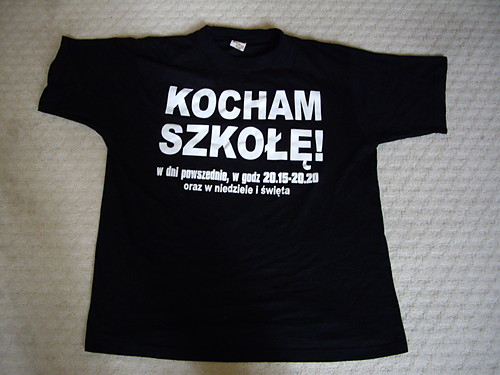 KOCHAM
SZKOŁĘ!
w dni powszednie, w godz 20.15-20.20
oraz w niedziele i święta